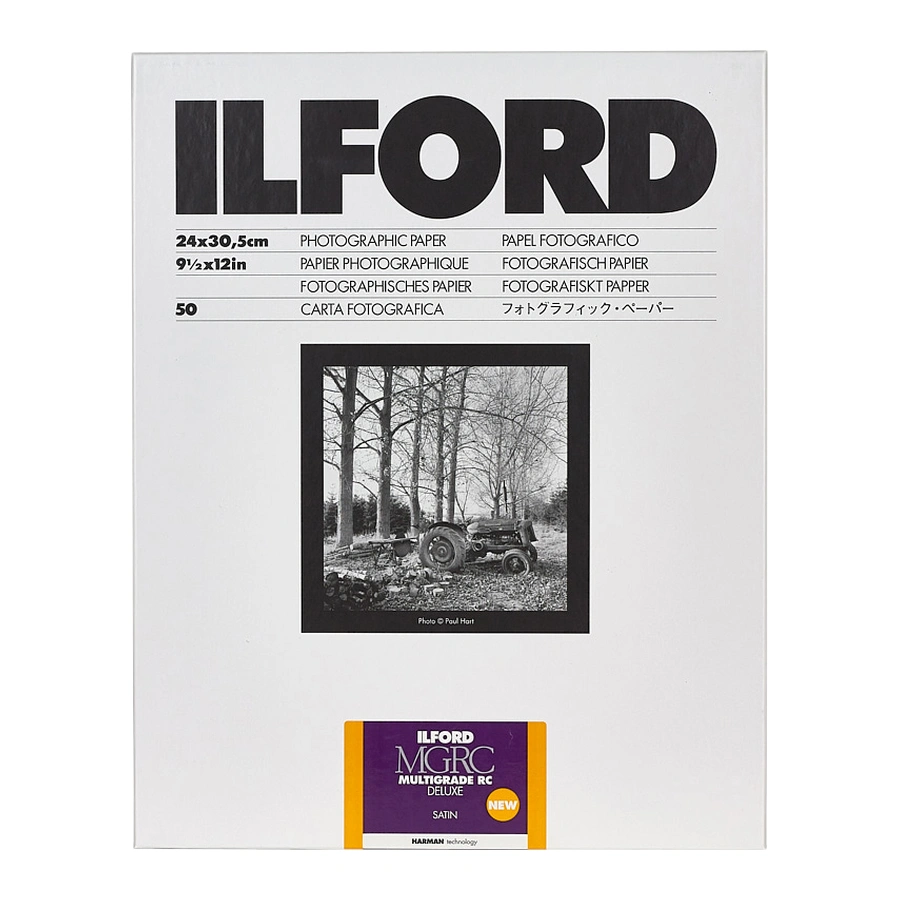 ILFORD
24x30,5cm PHOTOGRAPHIC PAPER PAPEL FOTOGRAFICO
9½x12in PAPIER PHOTOGRAPHIQUE FOTOGRAFISCH PAPIER
FOTOGRAPHISCHES PAPIER FOTOGRAFISKT PAPPER
50 CARTA FOTOGRAFICA フォトグラフィック・ペーパー
Photo © Paul Hart
ILFORD
MGRC
MULTIGRADE RC
DELUXE
NEW
SATIN
HARMAN technology